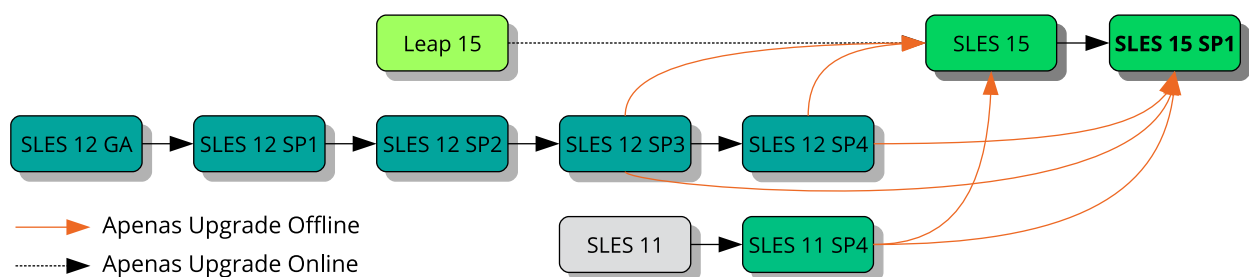 Leap 15
SLES 15
SLES 15 SP1
SLES 12 GA
SLES 12 SP1
SLES 12 SP2
SLES 12 SP3
SLES 12 SP4
Apenas Upgrade Offline
SLES 11
SLES 11 SP4
Apenas Upgrade Online